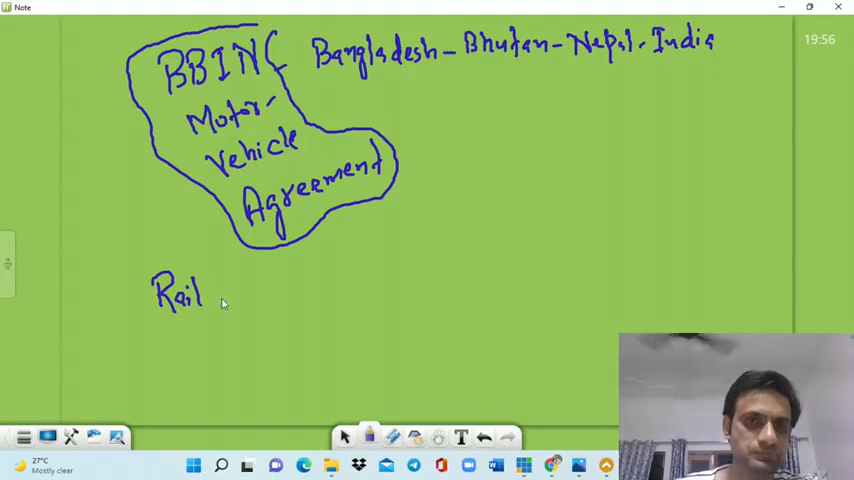 Note
19:56
BBIN ( Bangladesh - Bhutan - Nepal - India
Motor-
Vehicle
Agreement
Rail
27°C
Mostly clear